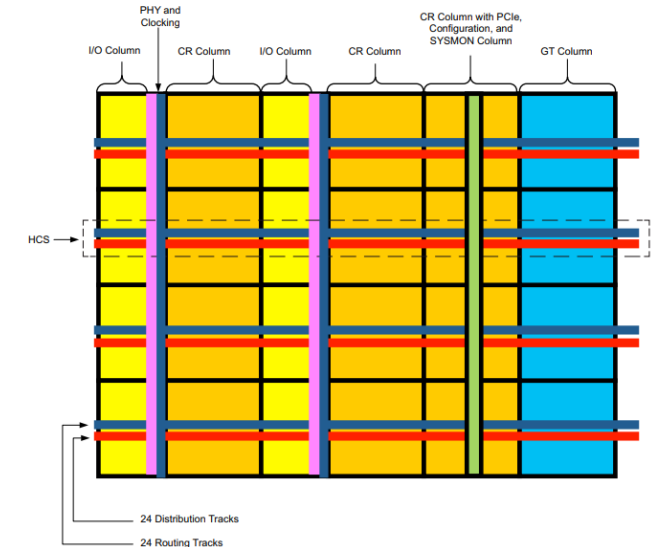 PHY and
Clocking
CR Column with PCIe,
Configuration, and
SYSMON Column
I/O Column
CR Column
I/O Column
CR Column
GT Column
HCS
24 Distribution Tracks
24 Routing Tracks